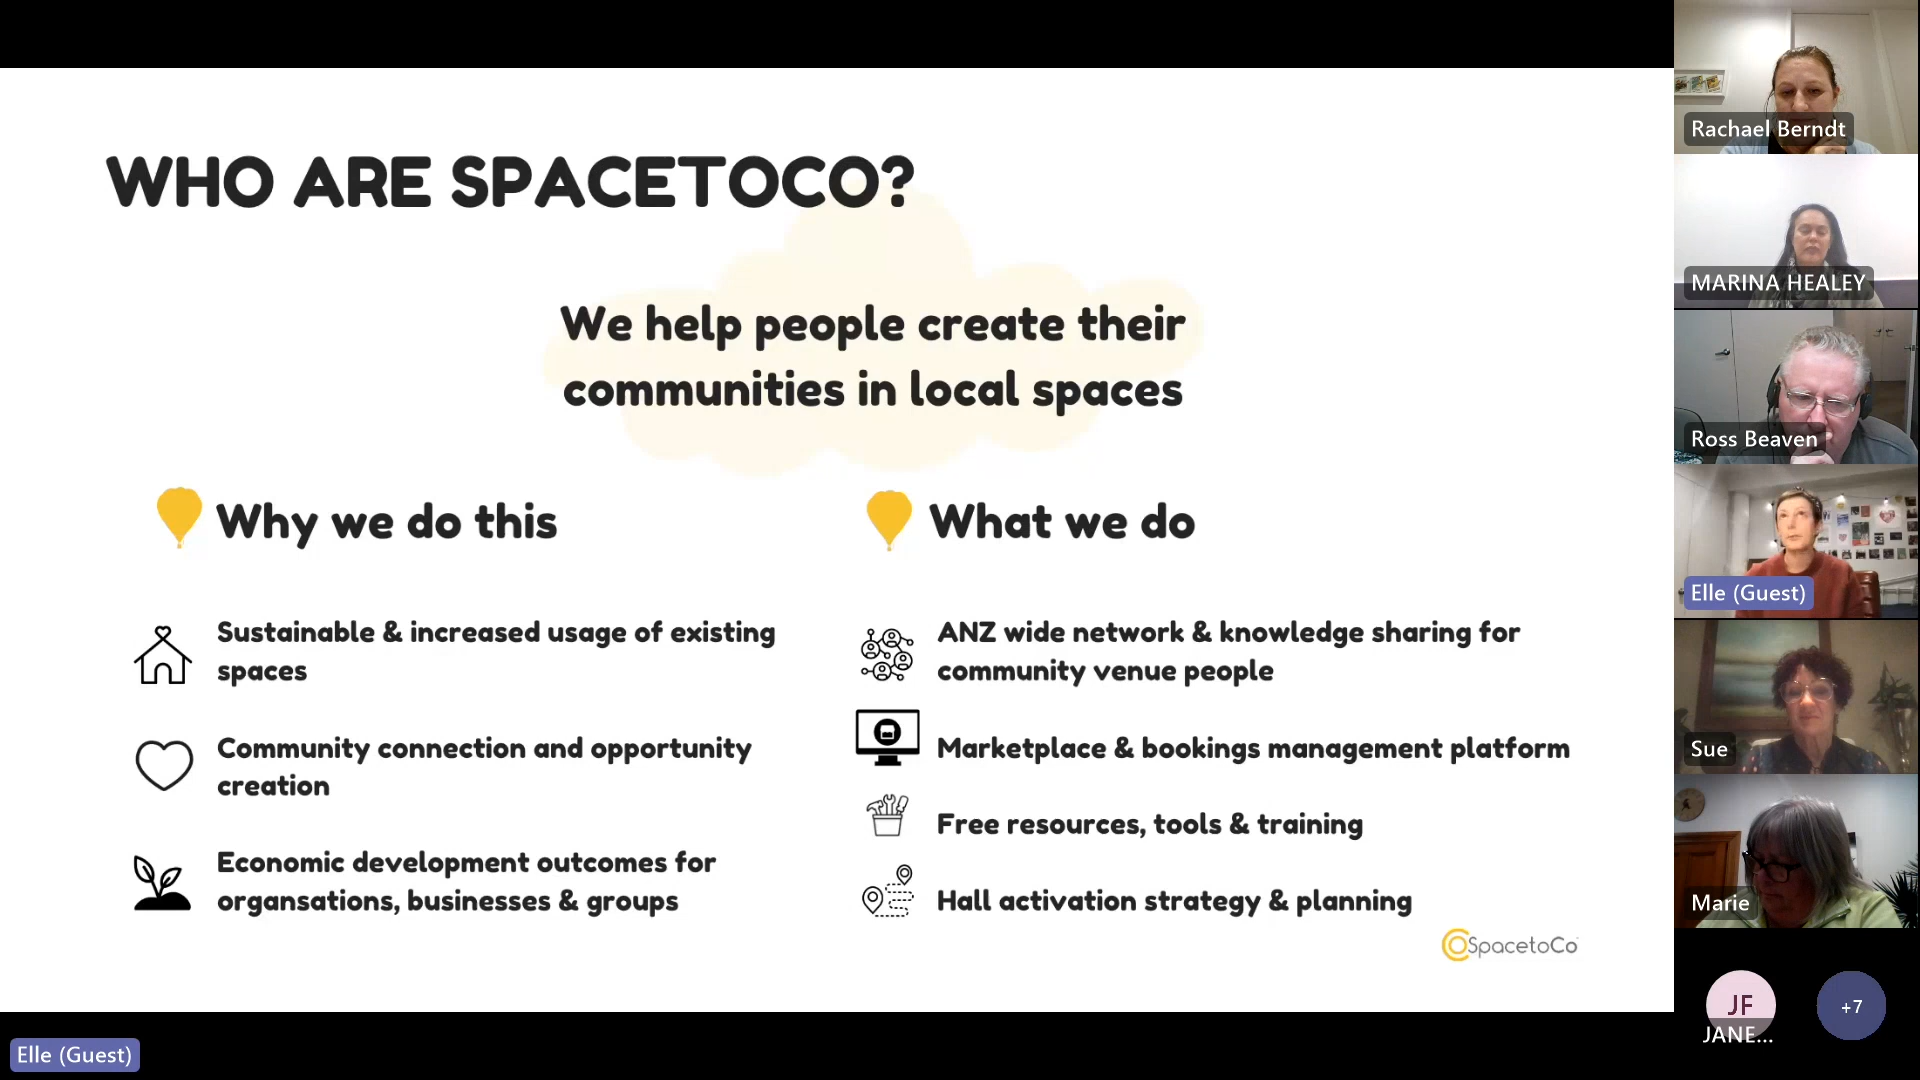 WHO ARE SPACETOCO?
We help people create their
communities in local spaces
Why we do this
Sustainable & increased usage of existing
spaces
Community connection and opportunity
creation
Economic development outcomes for
organsations, businesses & groups
What we do
ANZ wide network & knowledge sharing for
community venue people
Marketplace & bookings management platform
Free resources, tools & training
Hall activation strategy & planning
SpacetoCo
Elle (Guest)
Rachael Berndt
MARINA HEALEY
Ross Beaven
Elle (Guest)
Sue
Marie
JF
JANE...
+7